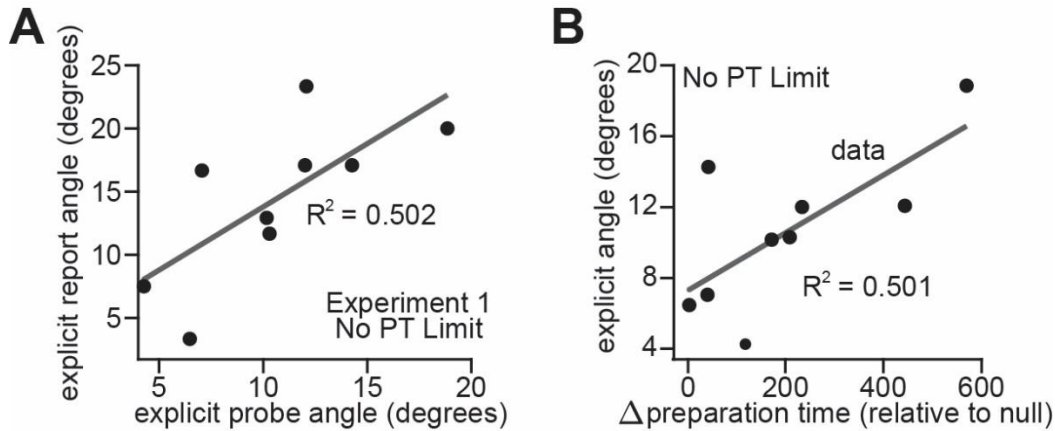 A
explicit report angle (degrees)
25
20
15
10
5
R² = 0.502
Experiment 1
No PT Limit
5 10 15 20
explicit probe angle (degrees)
B
explicit angle (degrees)
20
16
12
8
4
No PT Limit
data
R² = 0.501
0 200 400 600
Δ preparation time (relative to null)